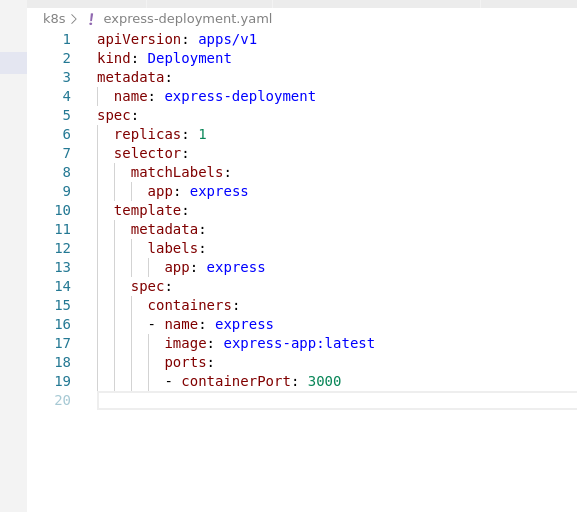 k8s > ! express-deployment.yaml
1 apiVersion: apps/v1
2 kind: Deployment
3 metadata:
4   name: express-deployment
5 spec:
6   replicas: 1
7   selector:
8     matchLabels:
9       app: express
10   template:
11     metadata:
12       labels:
13         app: express
14     spec:
15       containers:
16       - name: express
17         image: express-app:latest
18         ports:
19         - containerPort: 3000
20